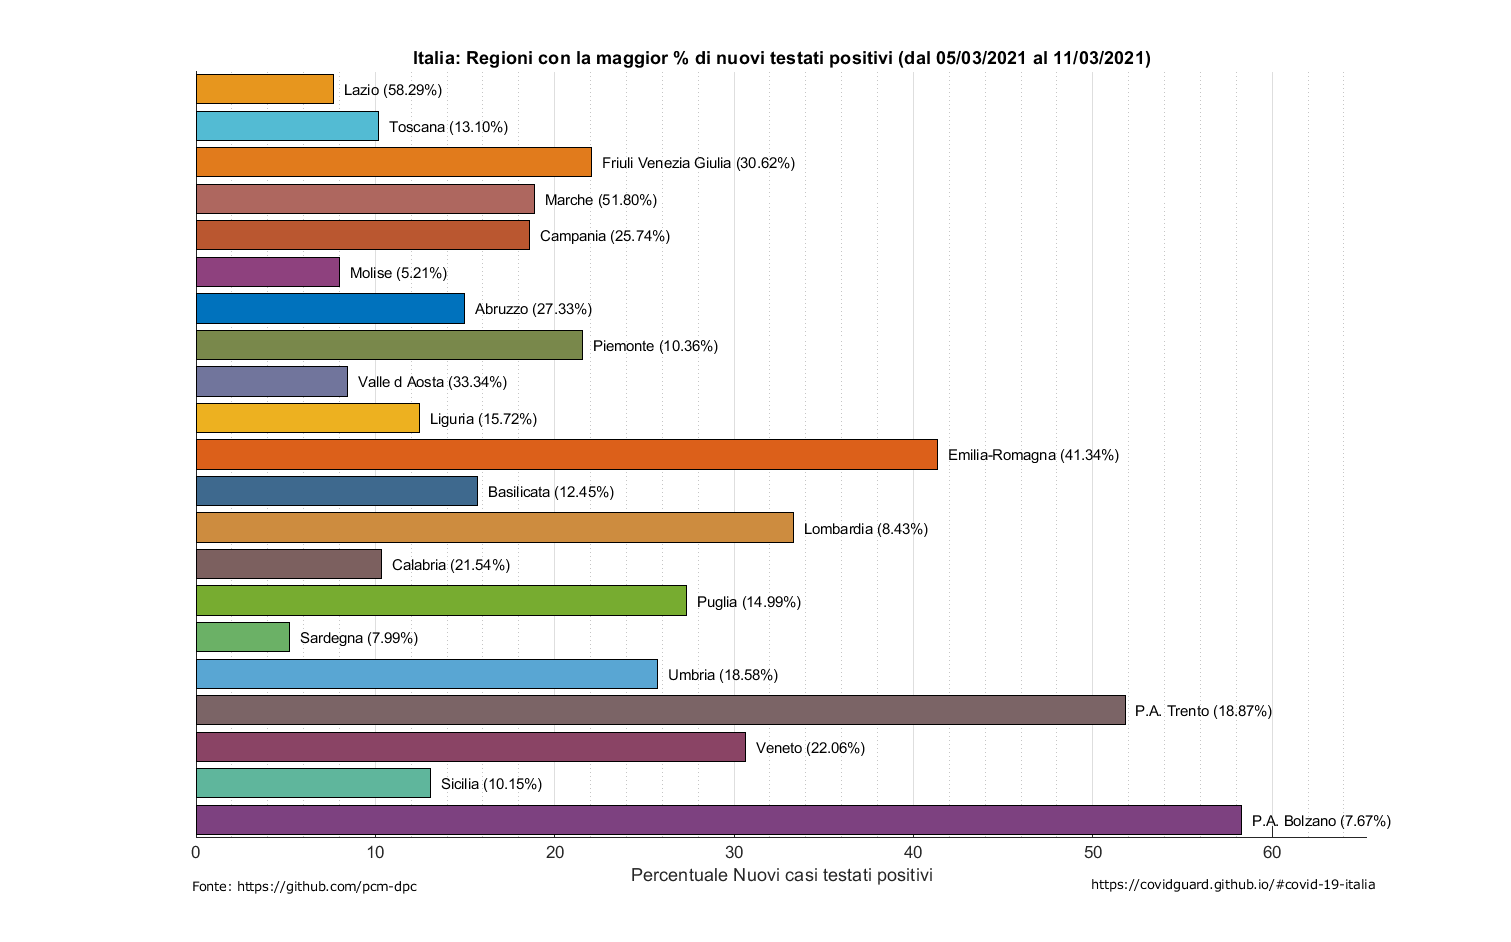 Italia: Regioni con la maggior % di nuovi testati positivi (dal 05/03/2021 al 11/03/2021)
Lazio (58.29%)
Toscana (13.10%)
Friuli Venezia Giulia (30.62%)
Marche (51.80%)
Campania (25.74%)
Molise (5.21%)
Abruzzo (27.33%)
Piemonte (10.36%)
Valle d Aosta (33.34%)
Liguria (15.72%)
Emilia-Romagna (41.34%)
Basilicata (12.45%)
Lombardia (8.43%)
Calabria (21.54%)
Puglia (14.99%)
Sardegna (7.99%)
Umbria (18.58%)
P.A. Trento (18.87%)
Veneto (22.06%)
Sicilia (10.15%)
P.A. Bolzano (7.67%)
0 10 20 30 40 50 60
Percentuale Nuovi casi testati positivi
Fonte: https://github.com/pcm-dpc
https://covidguard.github.io/#covid-19-italia